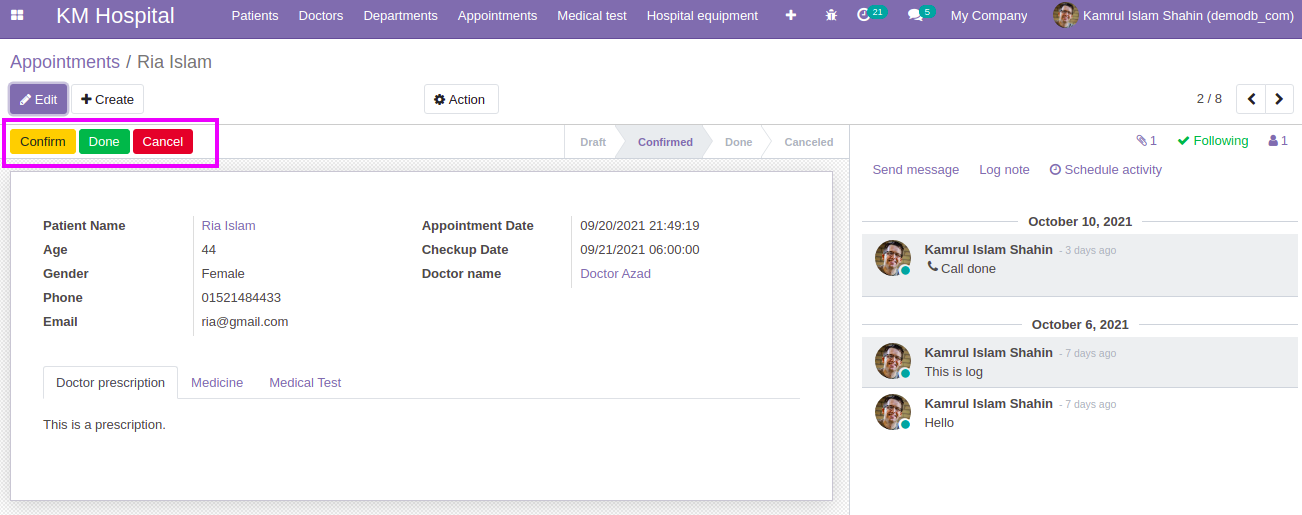 KM Hospital Patients Doctors Departments Appointments Medical test Hospital equipment 21 5 My Company Kamrul Islam Shahin (demodb_com)
Appointments / Ria Islam
Edit Create Action 2 / 8
Confirm Done Cancel Draft Confirmed Done Canceled
1 Following 1
Send message Log note Schedule activity
Patient Name Ria Islam
Age 44
Gender Female
Phone 01521484433
Email ria@gmail.com
Appointment Date 09/20/2021 21:49:19
Checkup Date 09/21/2021 06:00:00
Doctor name Doctor Azad
Doctor prescription Medicine Medical Test
This is a prescription.
October 10, 2021
Kamrul Islam Shahin - 3 days ago
Call done
October 6, 2021
Kamrul Islam Shahin - 7 days ago
This is log
Kamrul Islam Shahin - 7 days ago
Hello